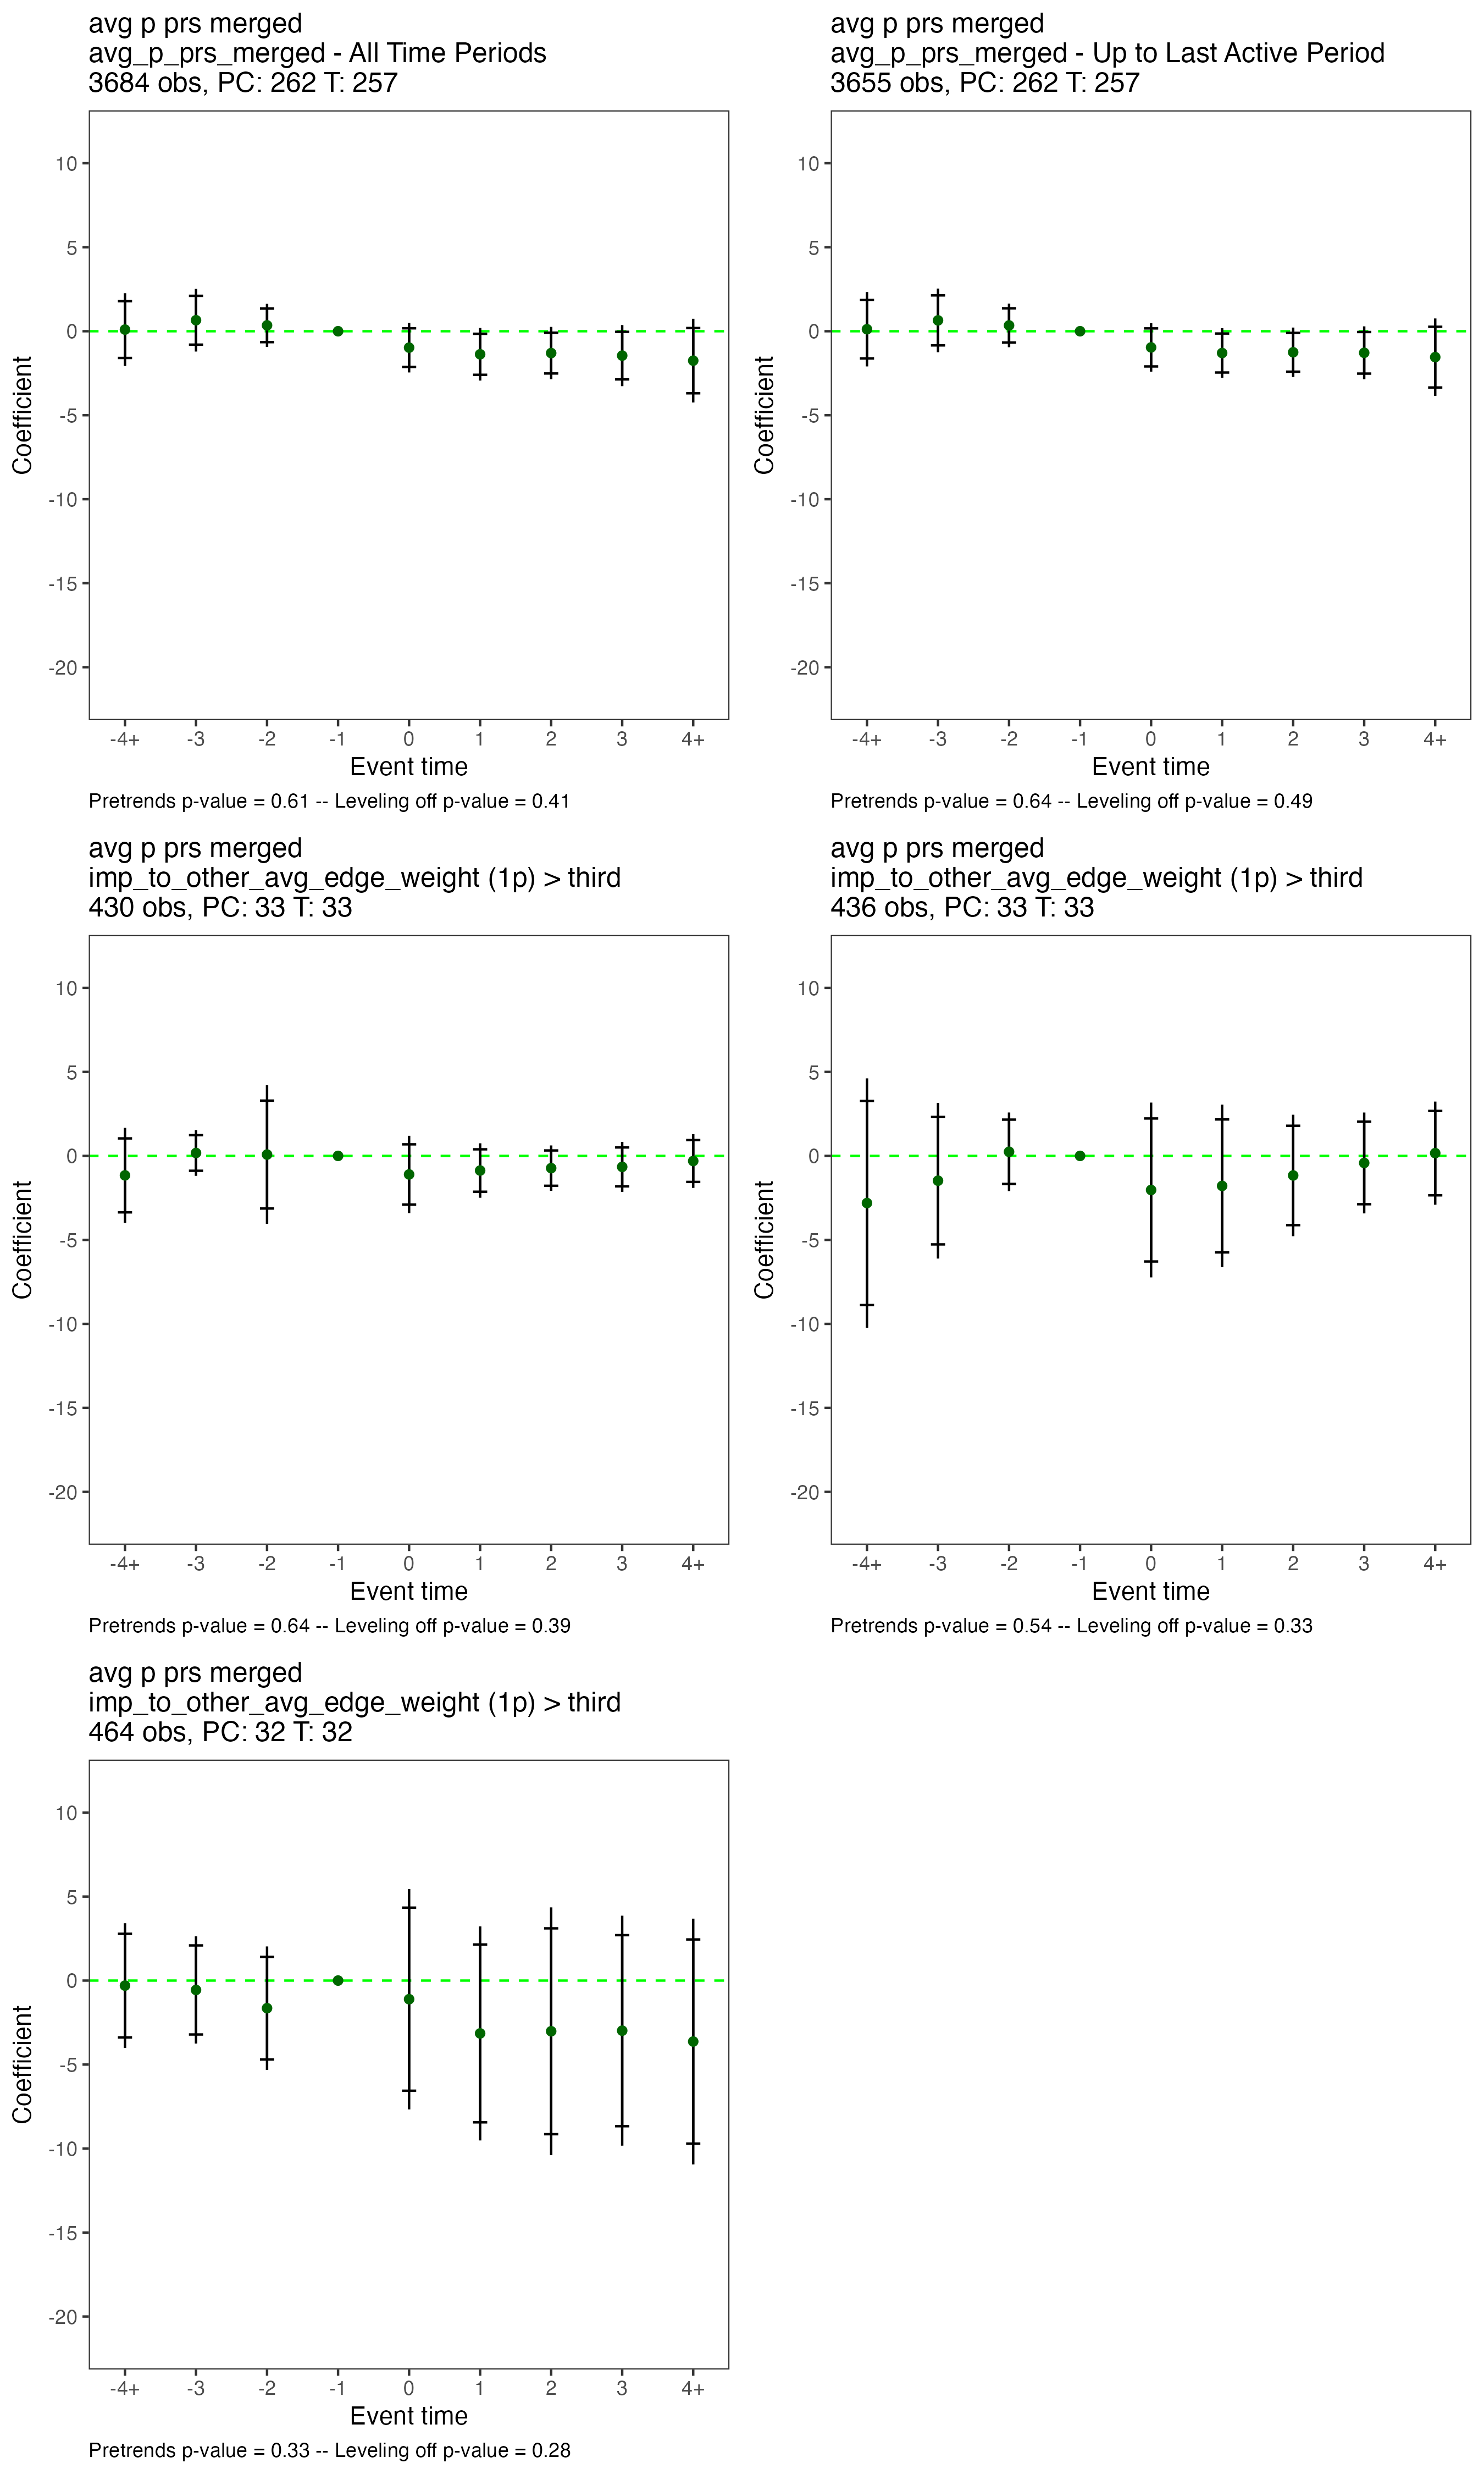 avg p prs merged
avg_p_prs_merged - All Time Periods
3684 obs, PC: 262 T: 257
10
5
0
-5
-10
-15
-20
Coefficient
-4+ -3 -2 -1 0 1 2 3 4+
Event time
Pretrends p-value = 0.61 -- Leveling off p-value = 0.41
avg p prs merged
avg_p_prs_merged - Up to Last Active Period
3655 obs, PC: 262 T: 257
10
5
0
-5
-10
-15
-20
Coefficient
-4+ -3 -2 -1 0 1 2 3 4+
Event time
Pretrends p-value = 0.64 -- Leveling off p-value = 0.49
avg p prs merged
imp_to_other_avg_edge_weight (1p) > third
430 obs, PC: 33 T: 33
10
5
0
-5
-10
-15
-20
Coefficient
-4+ -3 -2 -1 0 1 2 3 4+
Event time
Pretrends p-value = 0.64 -- Leveling off p-value = 0.39
avg p prs merged
imp_to_other_avg_edge_weight (1p) > third
436 obs, PC: 33 T: 33
10
5
0
-5
-10
-15
-20
Coefficient
-4+ -3 -2 -1 0 1 2 3 4+
Event time
Pretrends p-value = 0.54 -- Leveling off p-value = 0.33
avg p prs merged
imp_to_other_avg_edge_weight (1p) > third
464 obs, PC: 32 T: 32
10
5
0
-5
-10
-15
-20
Coefficient
-4+ -3 -2 -1 0 1 2 3 4+
Event time
Pretrends p-value = 0.33 -- Leveling off p-value = 0.28